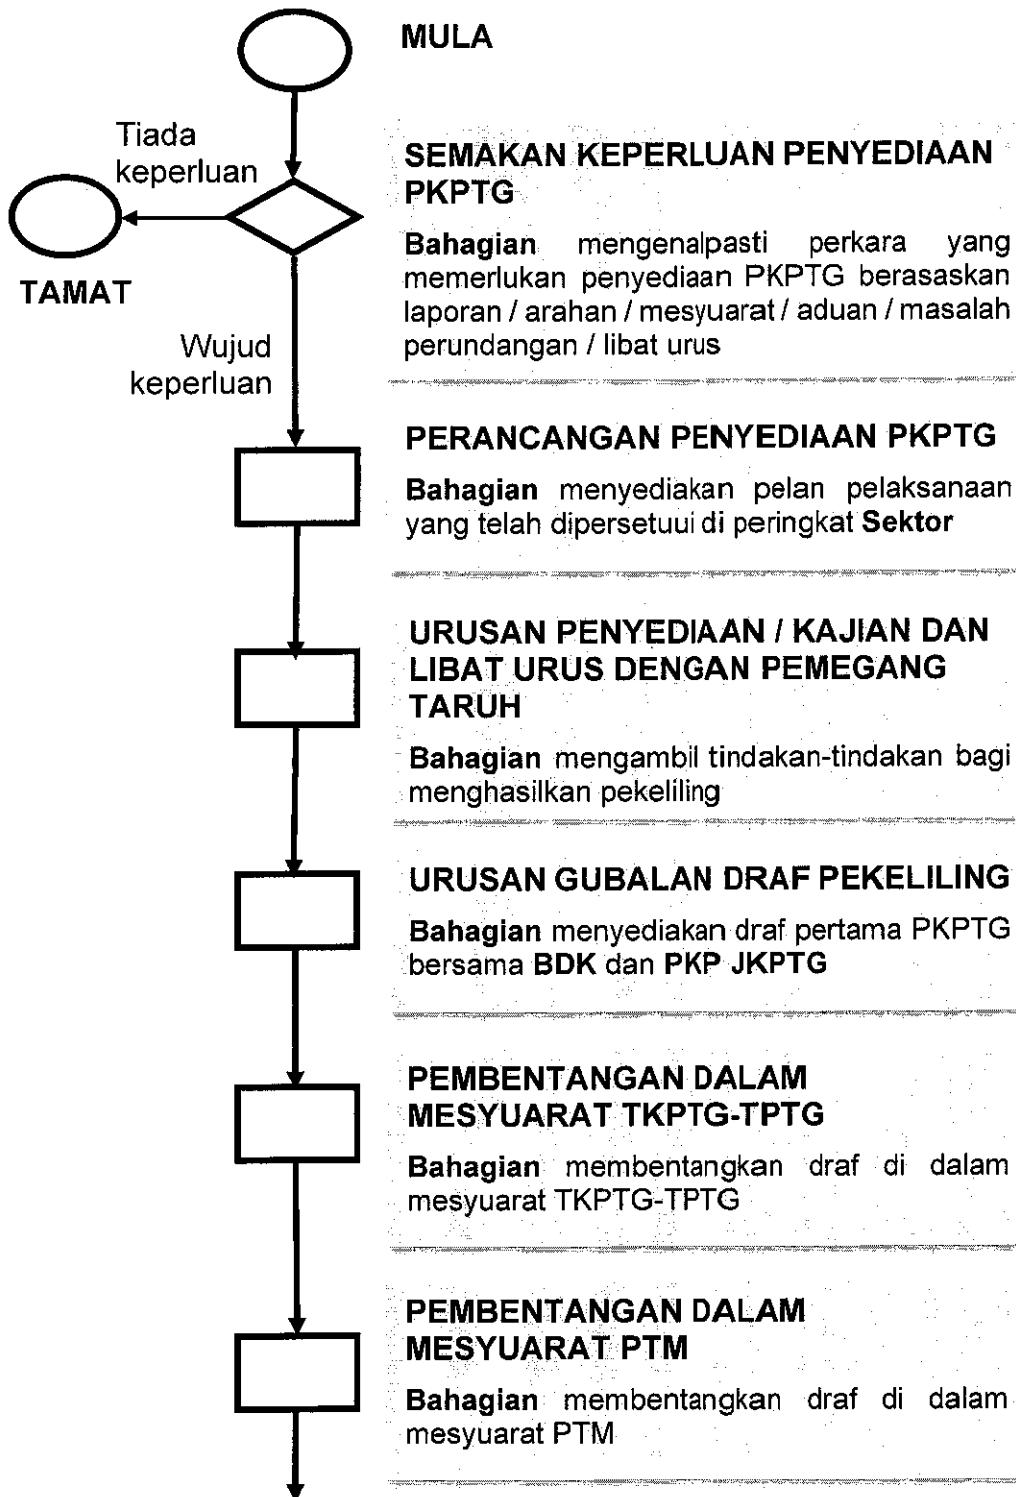 MULA
Tiada
keperluan
TAMAT
SEMAKAN KEPERLUAN PENYEDIAAN
PKPTG
Bahagian mengenalpasti perkara yang
memerlukan penyediaan PKPTG berasaskan
laporan / arahan / mesyuarat / aduan / masalah
perundangan / libat urus
Wujud
keperluan
PERANCANGAN PENYEDIAAN PKPTG
Bahagian menyediakan pelan pelaksanaan
yang telah dipersetuui di peringkat Sektor
URUSAN PENYEDIAAN / KAJIAN DAN
LIBAT URUS DENGAN PEMEGANG
TARUH
Bahagian mengambil tindakan-tindakan bagi
menghasilkan pekeliling
URUSAN GUBALAN DRAF PEKELILING
Bahagian menyediakan draf pertama PKPTG
bersama BDK dan PKP JKPTG
PEMBENTANGAN DALAM
MESYUARAT TKPTG-TPTG
Bahagian membentangkan draf di dalam
mesyuarat TKPTG-TPTG
PEMBENTANGAN DALAM
MESYUARAT PTM
Bahagian membentangkan draf di dalam
mesyuarat PTM